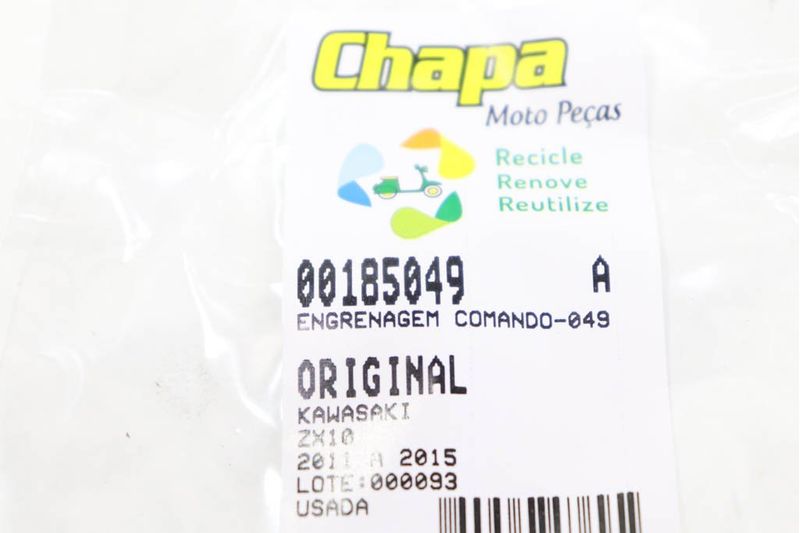 Chapa
Moto Peças
Recicle
Renove
Reutilize
00185049 A
ENGRENAGEM COMANDO-049
ORIGINAL
KAWASAKI
ZX10
2011 A 2015
LOTE:000093
USADA